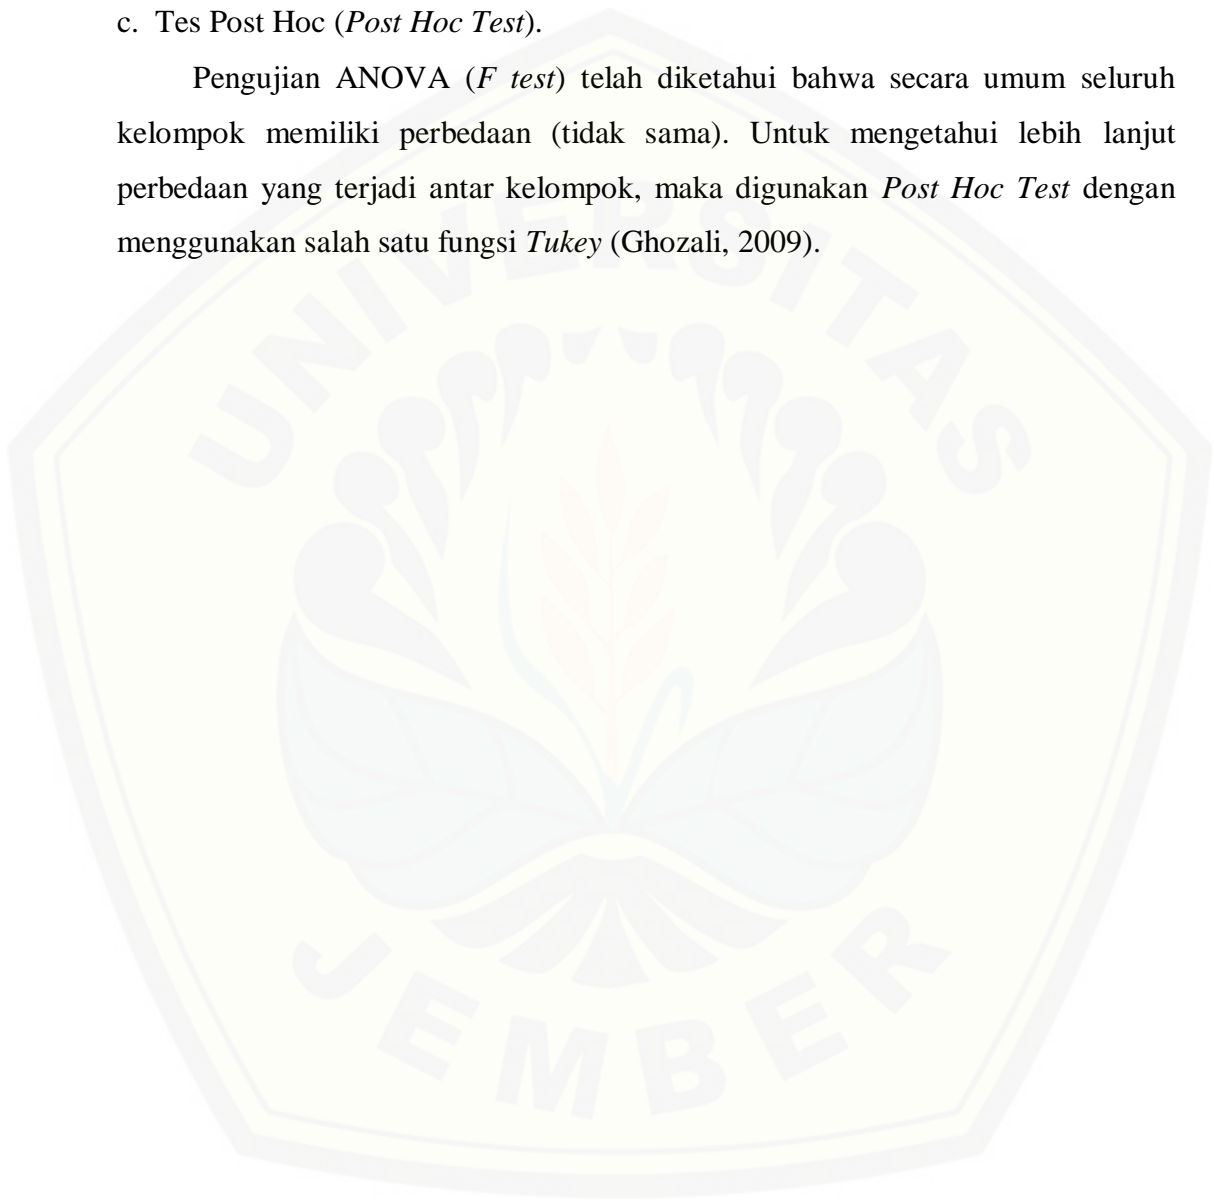 c. Tes Post Hoc (Post Hoc Test).
Pengujian ANOVA (F test) telah diketahui bahwa secara umum seluruh
kelompok memiliki perbedaan (tidak sama). Untuk mengetahui lebih lanjut
perbedaan yang terjadi antar kelompok, maka digunakan Post Hoc Test dengan
menggunakan salah satu fungsi Tukey (Ghozali, 2009).
UNIVERSITAS
JEMBER